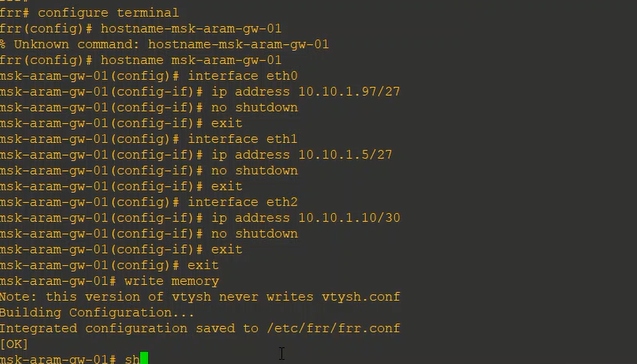 frr# configure terminal
frr(config)# hostname-msk-aram-gw-01
% Unknown command: hostname-msk-aram-gw-01
frr(config)# hostname msk-aram-gw-01
msk-aram-gw-01(config)# interface eth0
msk-aram-gw-01(config-if)# ip address 10.10.1.97/27
msk-aram-gw-01(config-if)# no shutdown
msk-aram-gw-01(config-if)# exit
msk-aram-gw-01(config)# interface eth1
msk-aram-gw-01(config-if)# ip address 10.10.1.5/27
msk-aram-gw-01(config-if)# no shutdown
msk-aram-gw-01(config-if)# exit
msk-aram-gw-01(config)# interface eth2
msk-aram-gw-01(config-if)# ip address 10.10.1.10/30
msk-aram-gw-01(config-if)# no shutdown
msk-aram-gw-01(config-if)# exit
msk-aram-gw-01(config)# exit
msk-aram-gw-01# write memory
Note: this version of vtysh never writes vtysh.conf
Building Configuration...
Integrated configuration saved to /etc/frr/frr.conf
[OK]
msk-aram-gw-01# sh